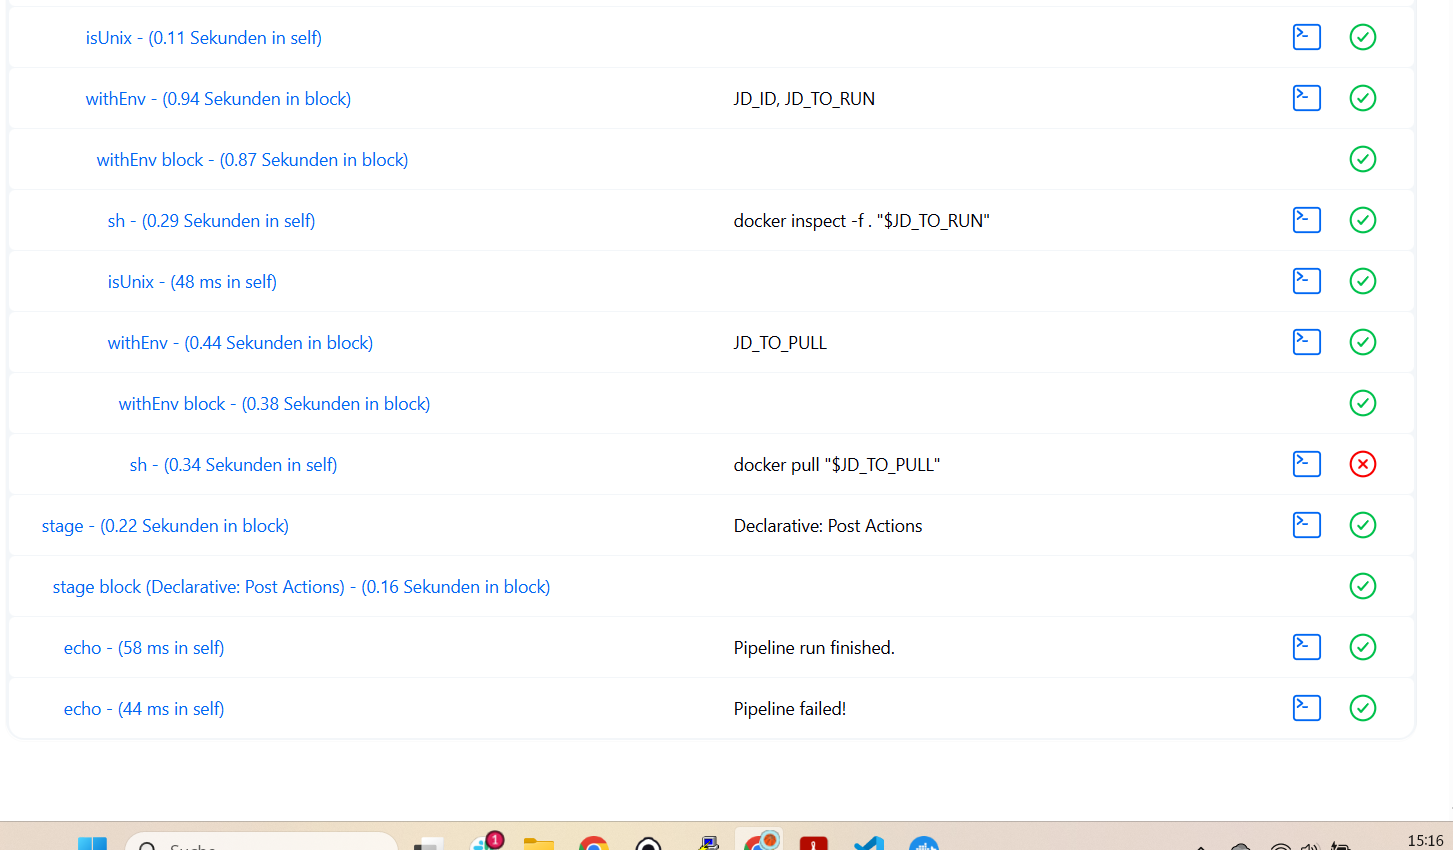 isUnix - (0.11 Sekunden in self)
withEnv - (0.94 Sekunden in block) JD_ID, JD_TO_RUN
withEnv block - (0.87 Sekunden in block)
sh - (0.29 Sekunden in self) docker inspect -f . "$JD_TO_RUN"
isUnix - (48 ms in self)
withEnv - (0.44 Sekunden in block) JD_TO_PULL
withEnv block - (0.38 Sekunden in block)
sh - (0.34 Sekunden in self) docker pull "$JD_TO_PULL"
stage - (0.22 Sekunden in block) Declarative: Post Actions
stage block (Declarative: Post Actions) - (0.16 Sekunden in block)
echo - (58 ms in self) Pipeline run finished.
echo - (44 ms in self) Pipeline failed!
Suche 1 15:16